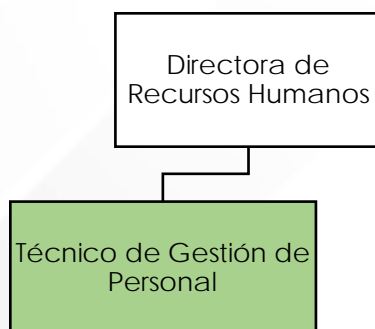 Directora de
Recursos Humanos
Técnico de Gestión de
Personal